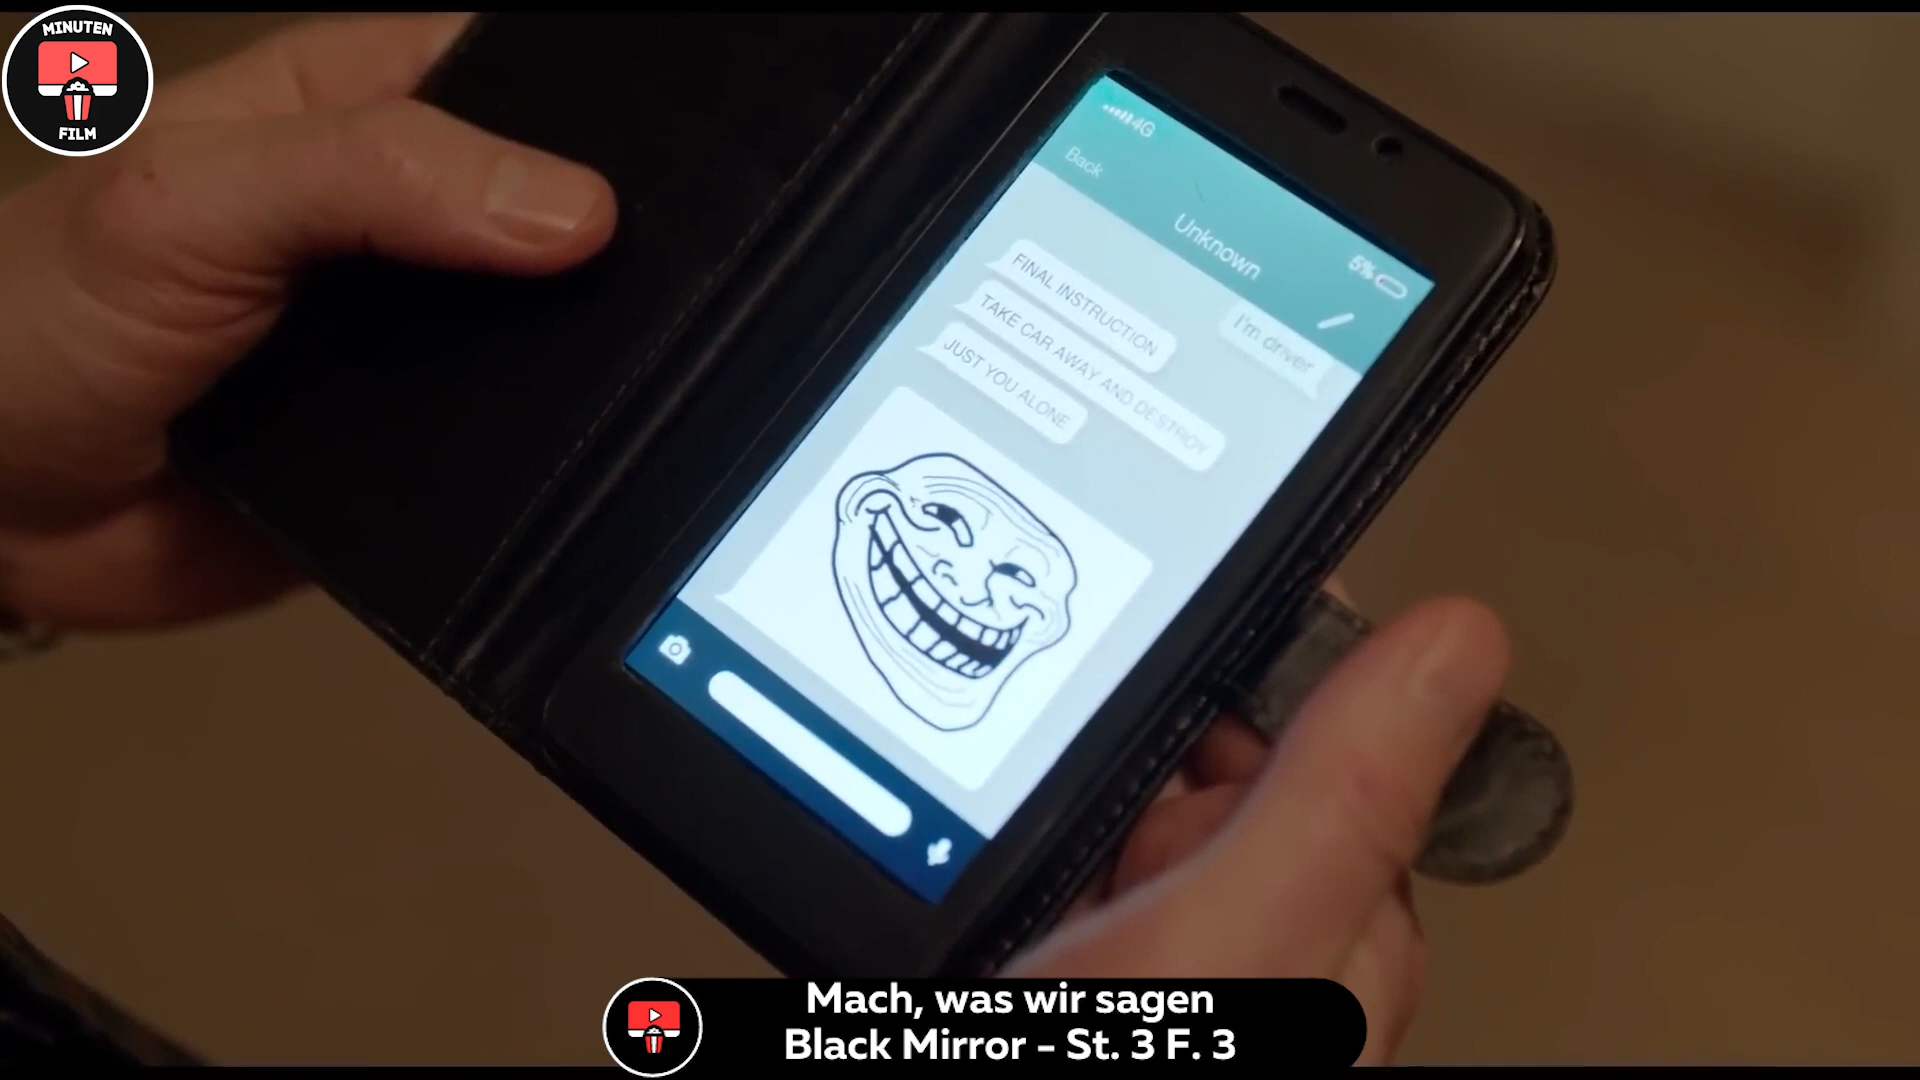 MINUTEN
FILM
4G
Back
Unknown
5%
I'm driver
FINAL INSTRUCTION
TAKE CAR AWAY AND DESTROY
JUST YOU ALONE
Mach, was wir sagen
Black Mirror - St. 3 F. 3